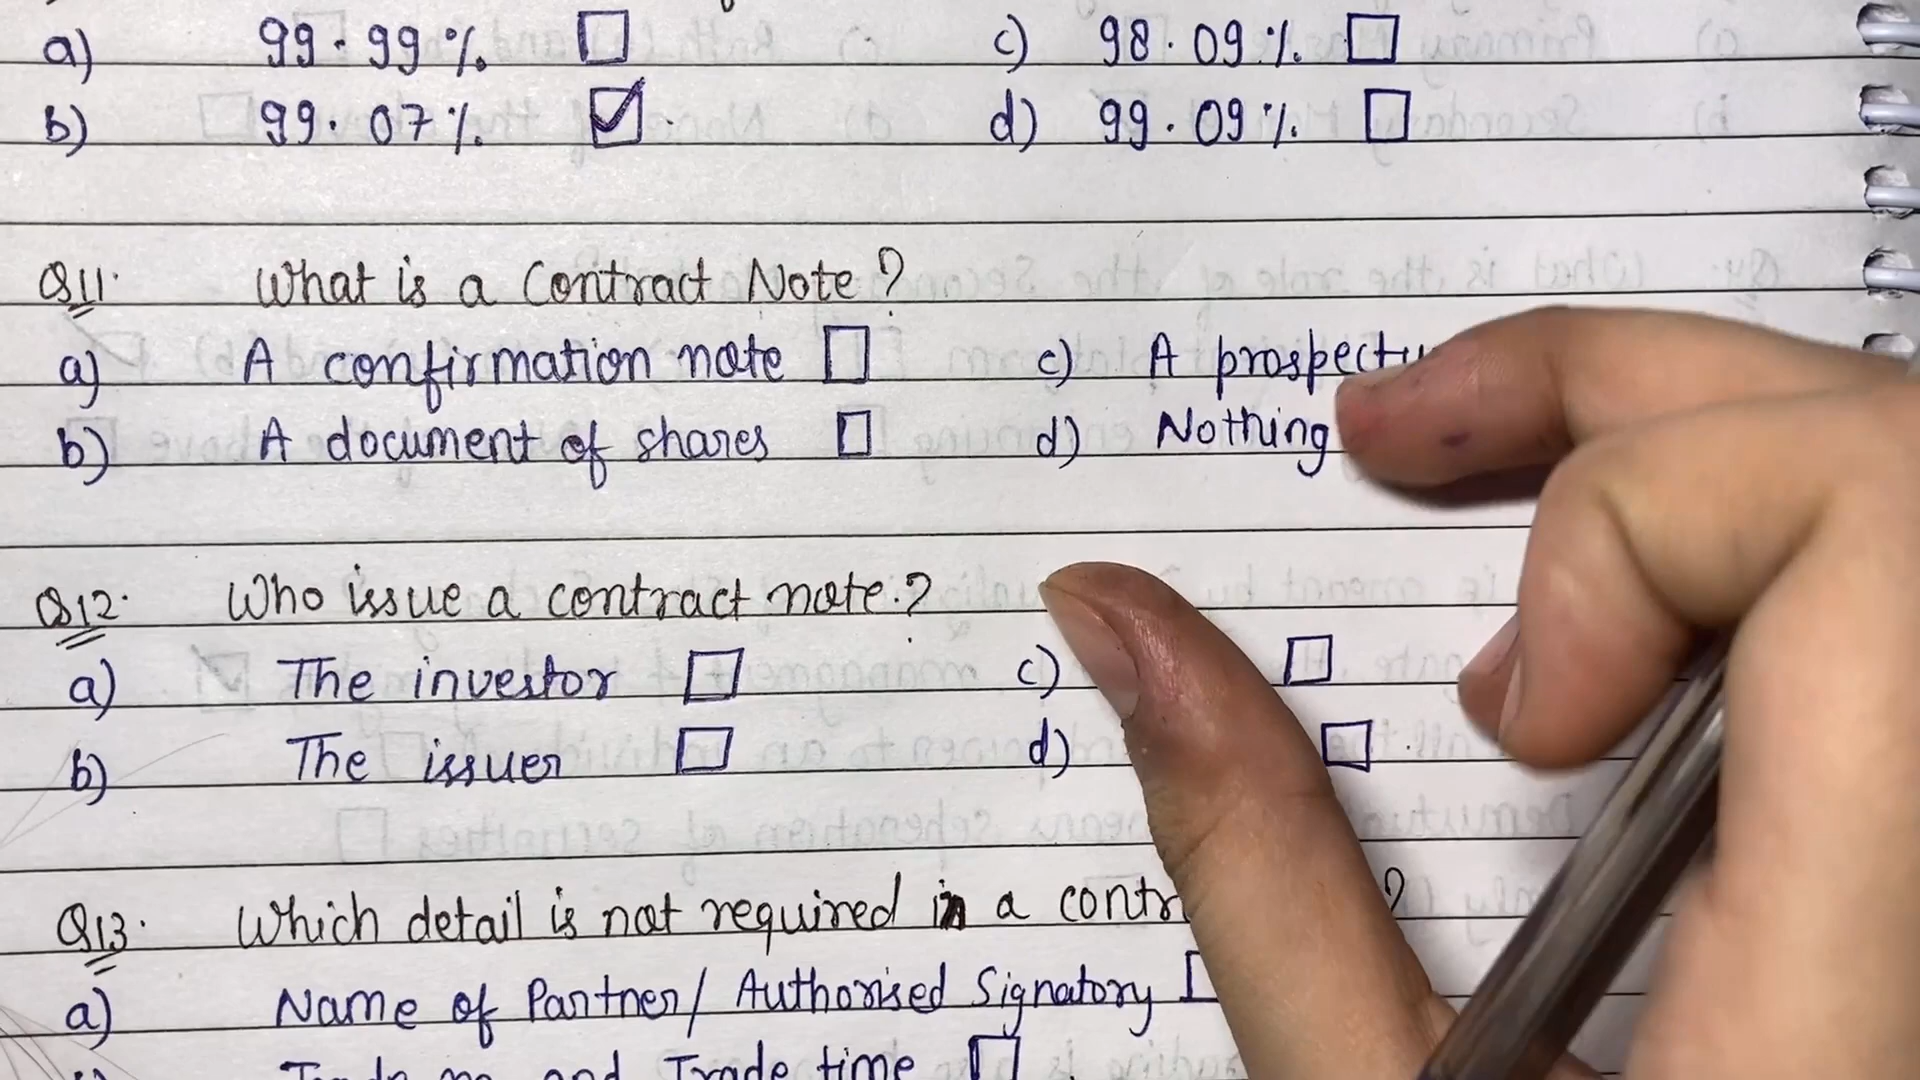 a) 99.99% c) 98.09%
b) 99.07% d) 99.09%
Q11. What is a Contract Note?
a) A confirmation note c) A
b) A document of shares d) Nothing
Q12. Who issue a contract note.?
a) The investor c)
b) The issuer d)
Q13. Which detail is not required in a ?
a) Name of Partner/Authorised Signatory
and Trade time